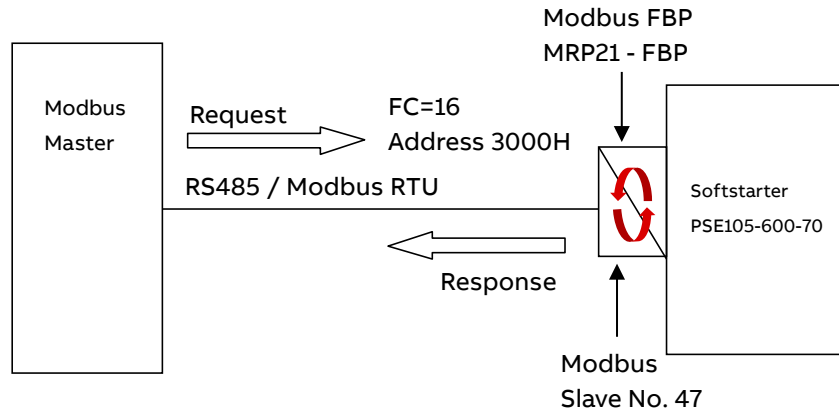 Modbus FBP
MRP21 - FBP
Modbus
Master
Request
FC=16
Address 3000H
RS485 / Modbus RTU
Softstarter
PSE105-600-70
Response
Modbus
Slave No. 47